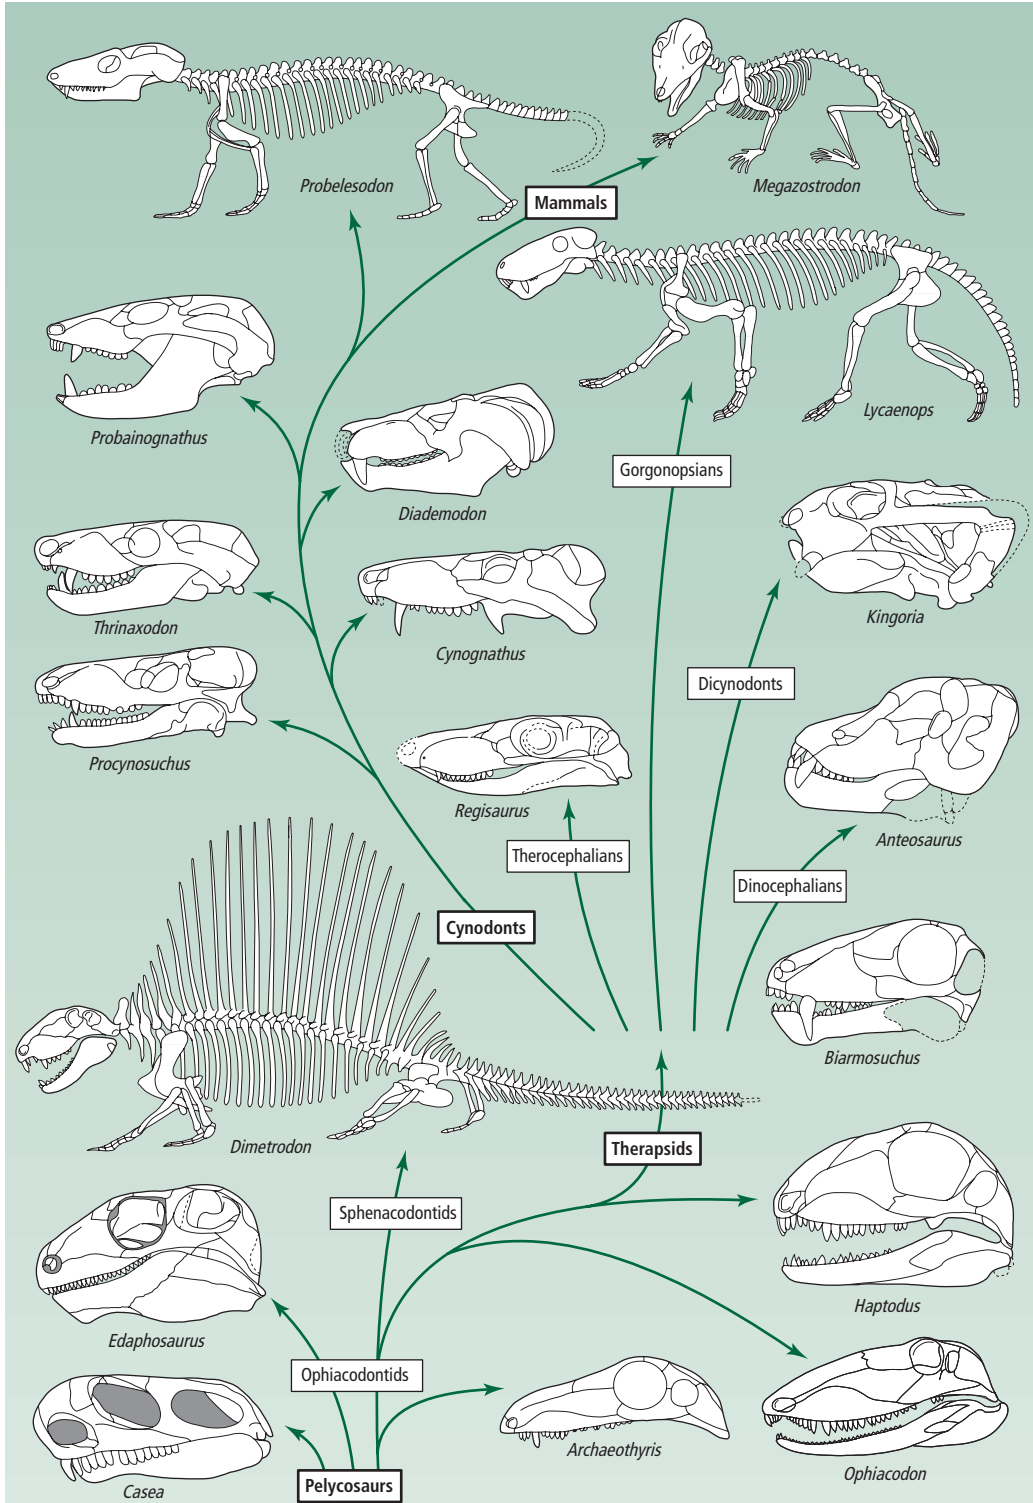 Probelesodon
Megazostrodon
Mammals
Probainognathus
Lycaenops
Gorgonopsians
Diademodon
Kingoria
Thrinaxodon
Cynognathus
Dicynodonts
Procynosuchus
Regisaurus
Anteosaurus
Therocephalians
Dinocephalians
Cynodonts
Biarmosuchus
Dimetrodon
Therapsids
Sphenacodontids
Haptodus
Edaphosaurus
Ophiacodontids
Archaeothyris
Ophiacodon
Pelycosaurs
Casea